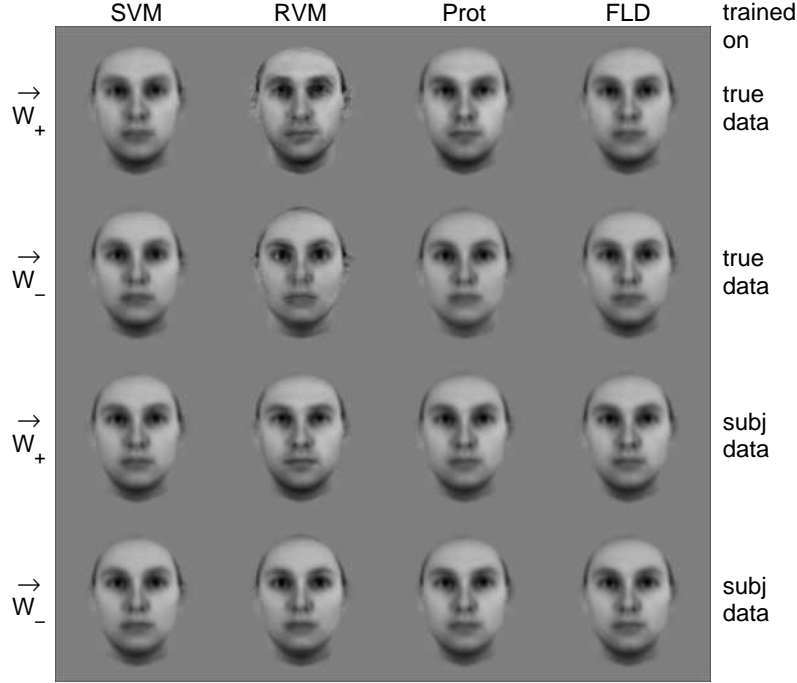 SVM RVM Prot FLD trained
on
→
W+ true
data
→
W− true
data
→
W+ subj
data
→
W− subj
data